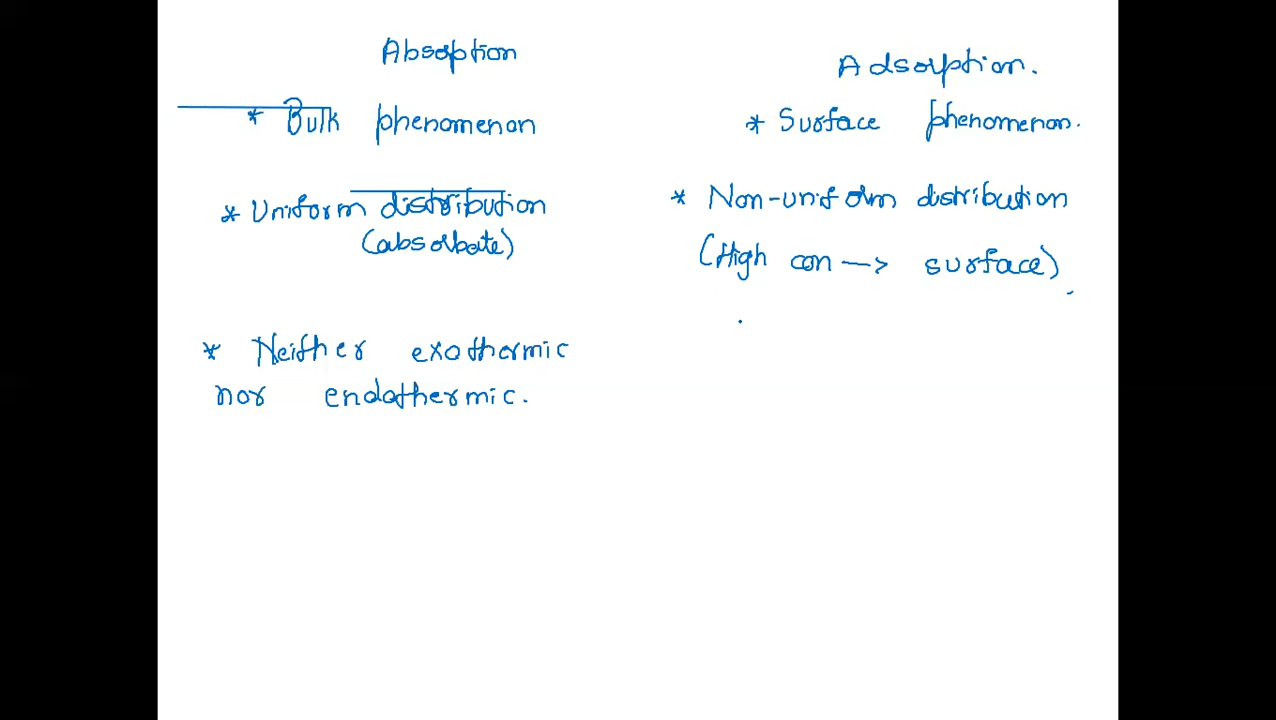 Absorption
* Bulk phenomenon
* Uniform distribution
(absorbate)
* Neither exothermic
nor endothermic.
Adsorption.
* Surface phenomenon.
* Non-uniform distribution
(High con --> surface)